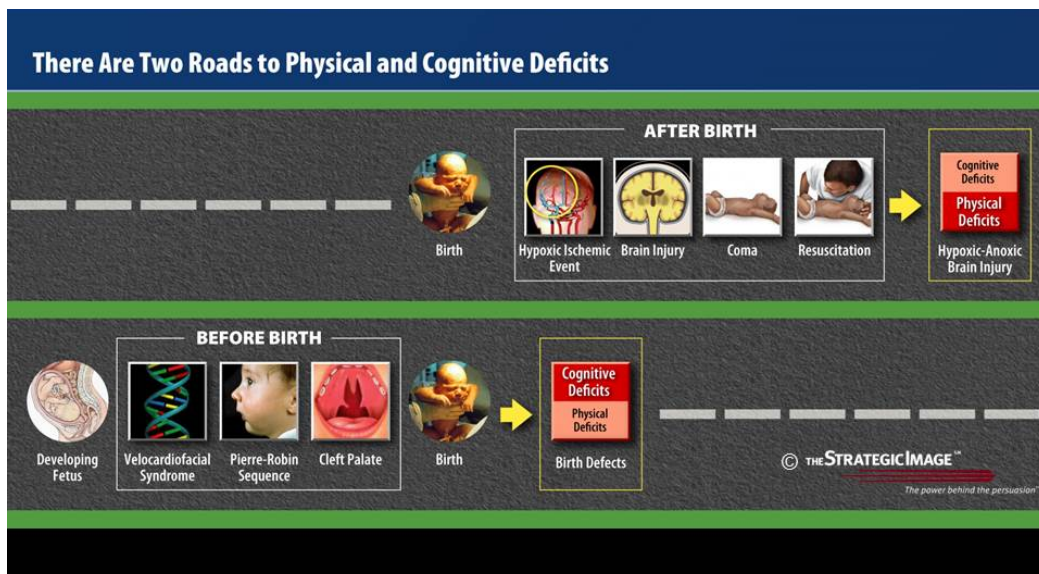 There Are Two Roads to Physical and Cognitive Deficits
AFTER BIRTH
Birth
Hypoxic Ischemic
Event
Brain Injury
Coma
Resuscitation
Cognitive
Deficits
Physical
Deficits
Hypoxic-Anoxic
Brain Injury
BEFORE BIRTH
Developing
Fetus
Velocardiofacial
Syndrome
Pierre-Robin
Sequence
Cleft Palate
Birth
Cognitive
Deficits
Physical
Deficits
Birth Defects
© THE STRATEGIC IMAGE℠
The power behind the persuasion